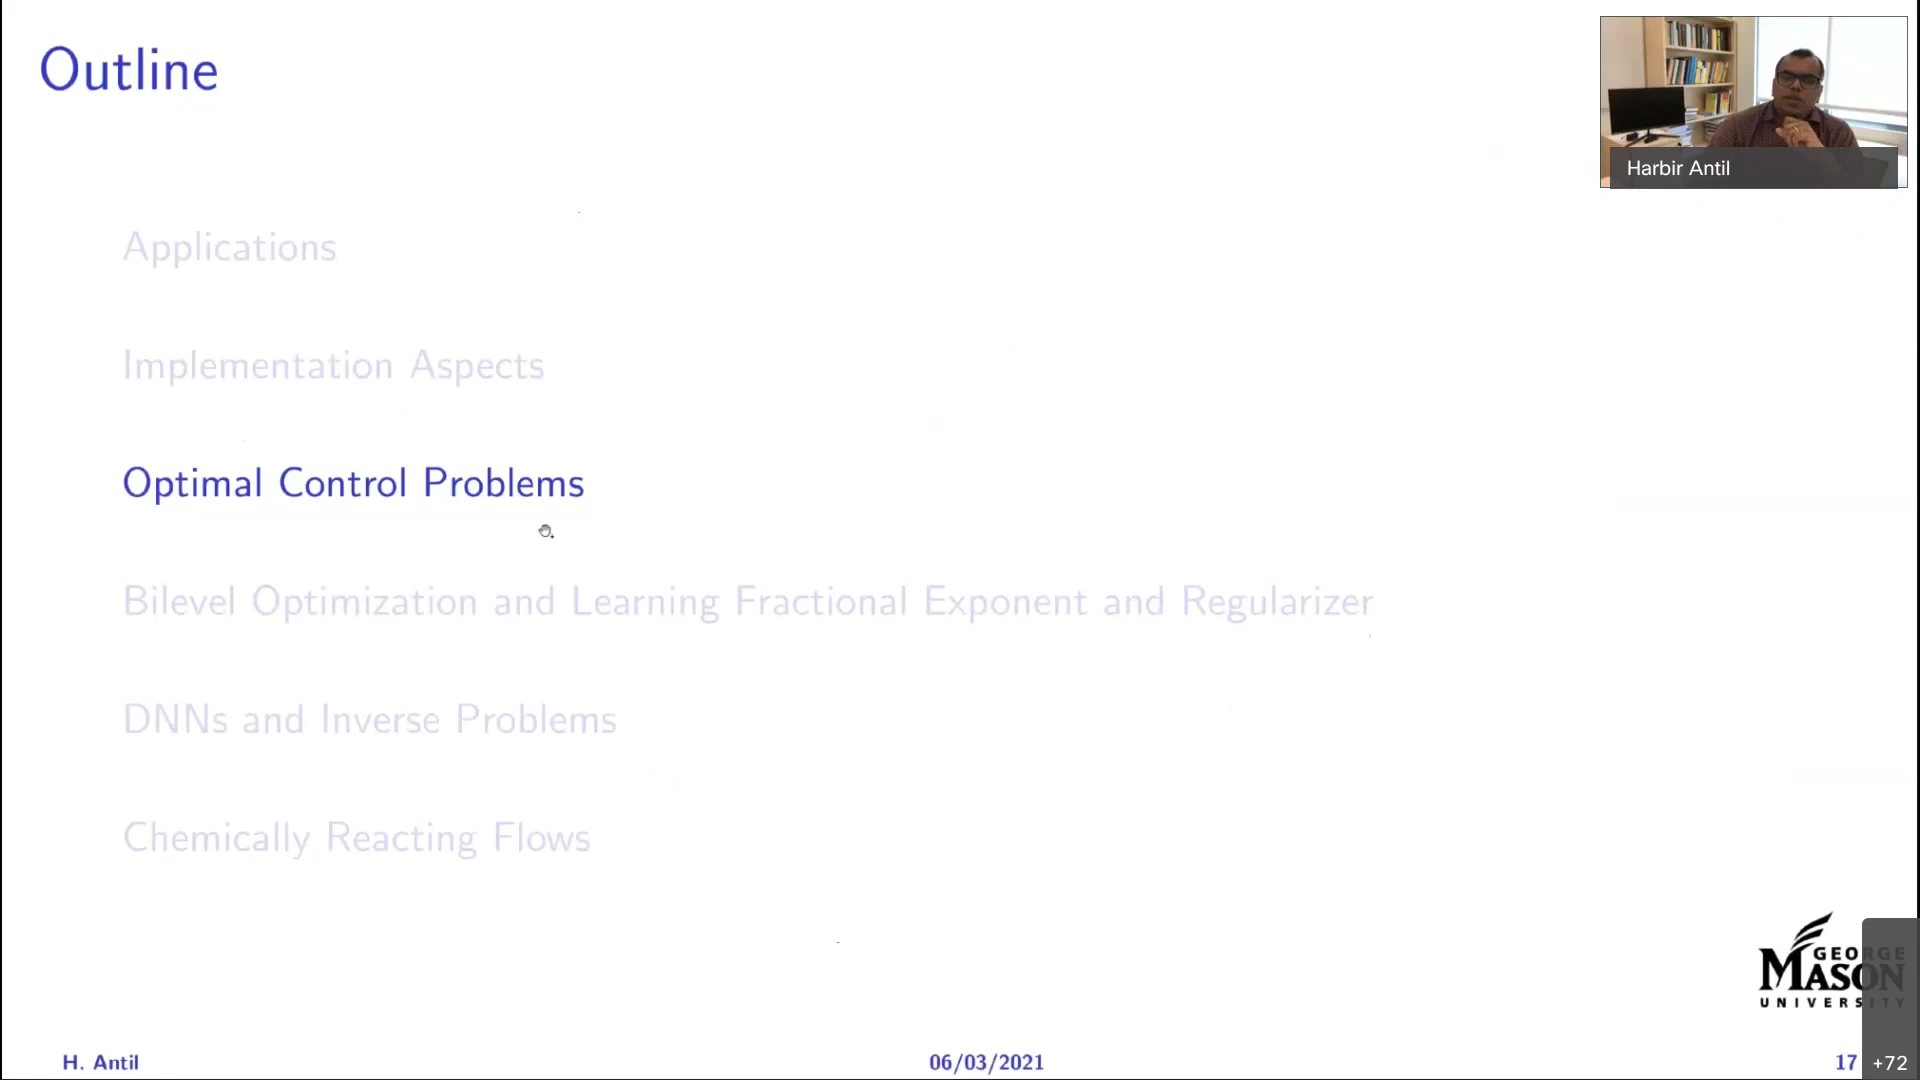 Outline
Harbir Antil
Applications
Implementation Aspects
Optimal Control Problems
Bilevel Optimization and Learning Fractional Exponent and Regularizer
DNNs and Inverse Problems
Chemically Reacting Flows
GEORGE
MASON
UNIVERSITY
H. Antil
06/03/2021
17
+72